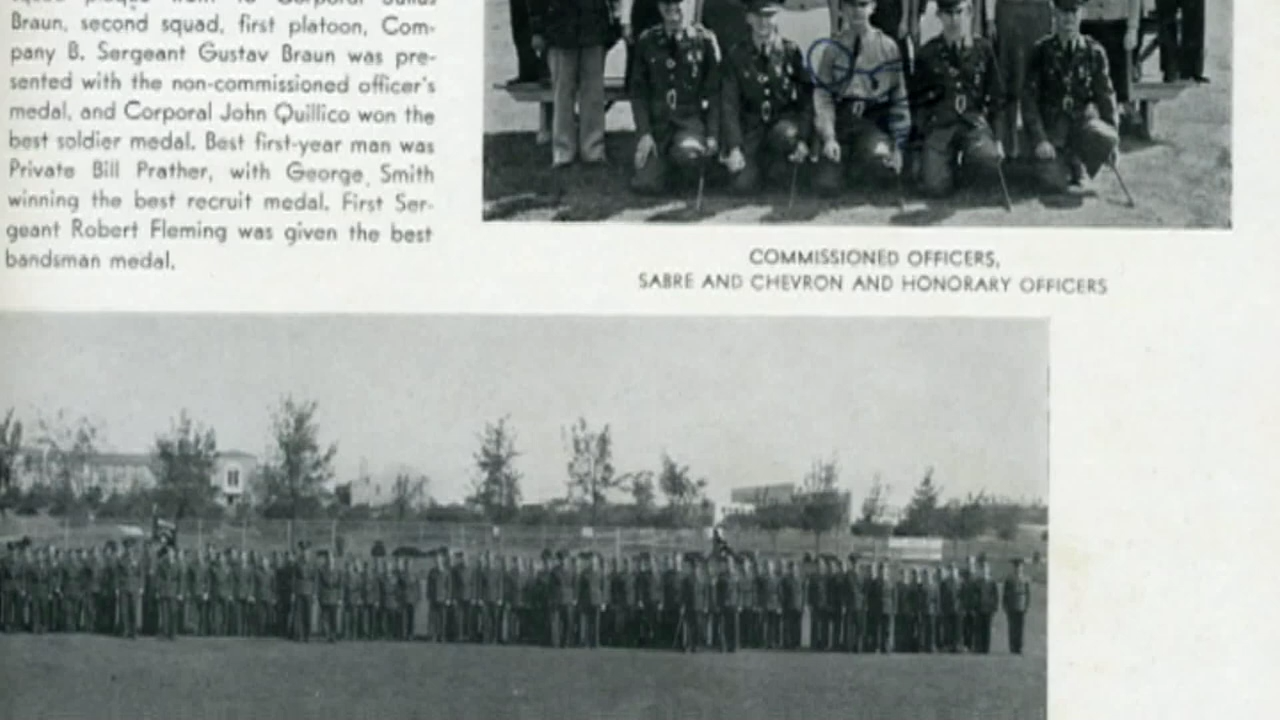 Braun, second squad, first platoon, Com-
pany B. Sergeant Gustav Braun was pre-
sented with the non-commissioned officer's
medal, and Corporal John Quillico won the
best soldier medal. Best first-year man was
Private Bill Prather, with George Smith
winning the best recruit medal. First Ser-
geant Robert Fleming was given the best
bandsman medal.
COMMISSIONED OFFICERS,
SABRE AND CHEVRON AND HONORARY OFFICERS